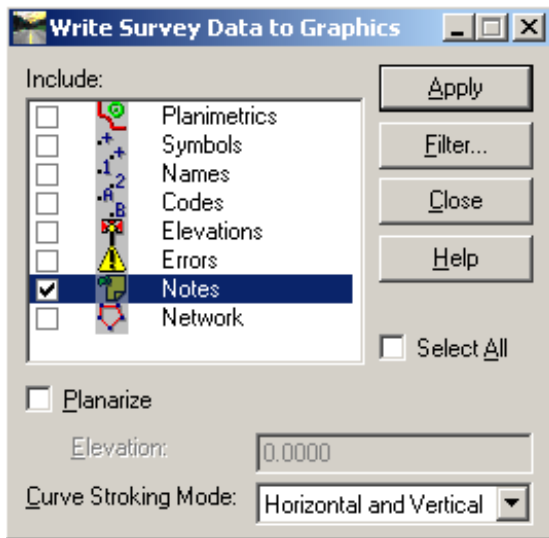 Write Survey Data to Graphics
Include:
Planimetrics
Symbols
Names
Codes
Elevations
Errors
Notes
Network
Apply
Filter...
Close
Help
Select All
Planarize
Elevation: 0.0000
Curve Stroking Mode: Horizontal and Vertical